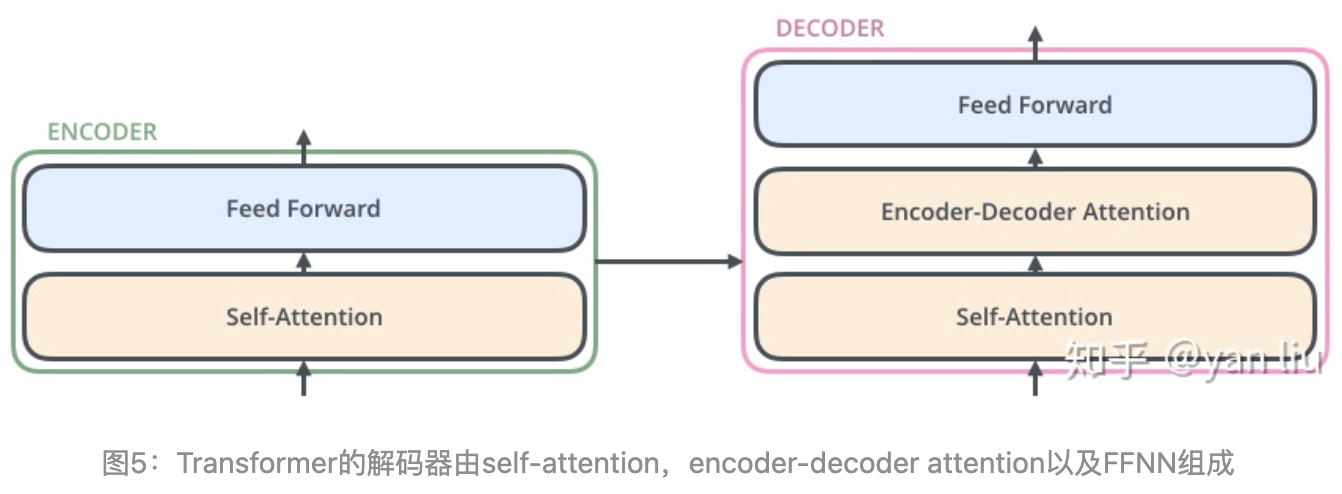 DECODER
Feed Forward
ENCODER
Feed Forward
Encoder-Decoder Attention
Self-Attention
Self-Attention
知乎 @yan liu
图5：Transformer的解码器由self-attention，encoder-decoder attention以及FFNN组成